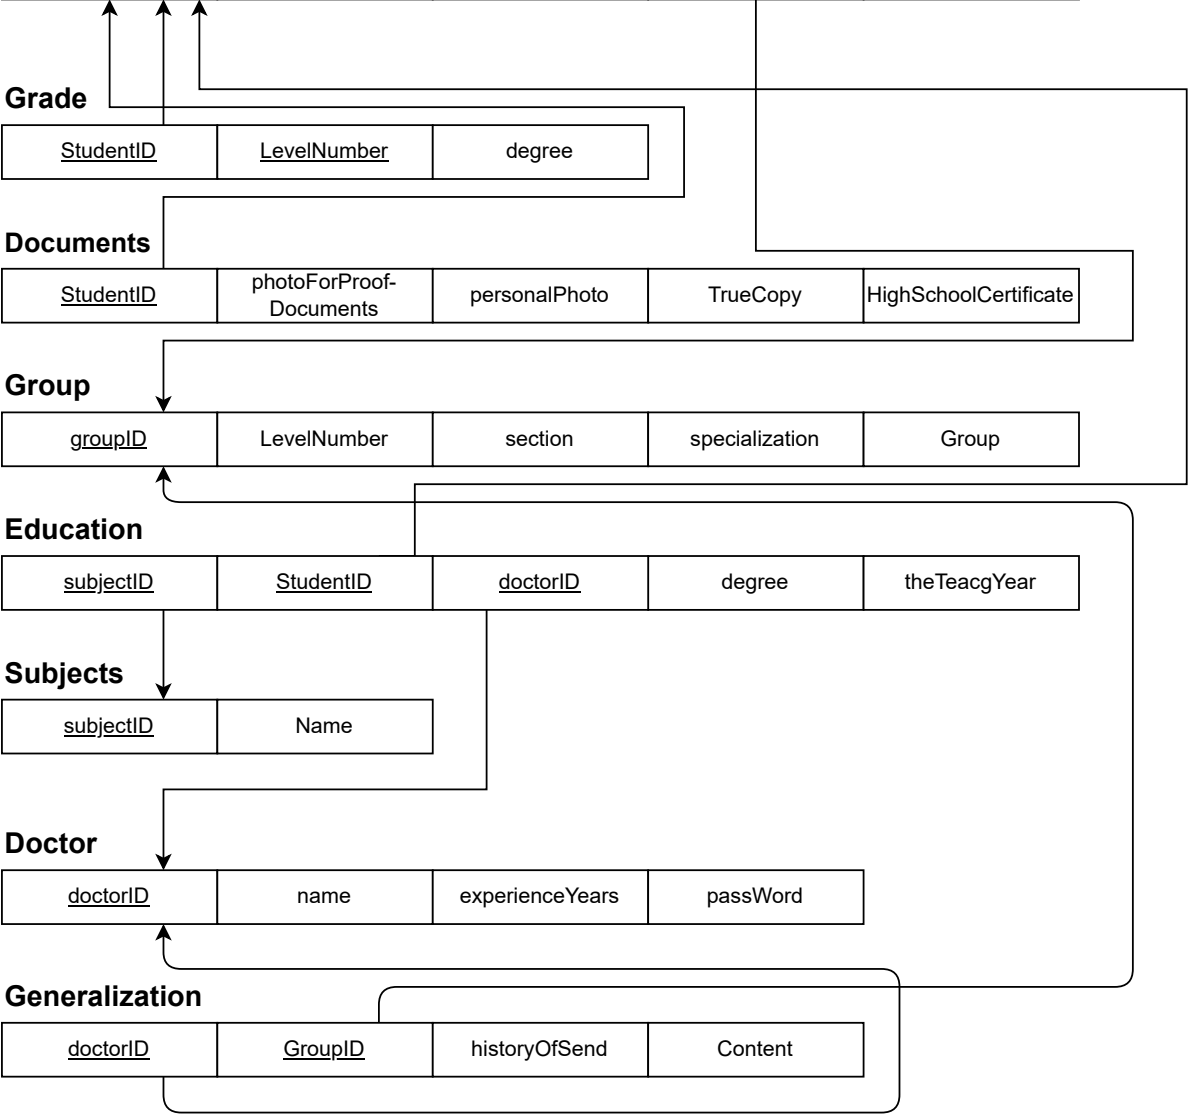 Grade
StudentID LevelNumber degree
Documents
StudentID photoForProof- personalPhoto TrueCopy HighSchoolCertificate
Documents
Group
groupID LevelNumber section specialization Group
Education
subjectID StudentID doctorID degree theTeacgYear
Subjects
subjectID Name
Doctor
doctorID name experienceYears passWord
Generalization
doctorID GroupID historyOfSend Content